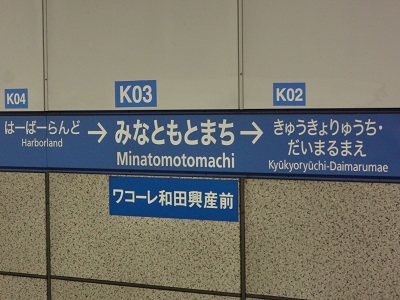 K04
K03
K02
はーばーらんど
Harborland
→
みなともとまち
Minatomotomachi
→
きゅうきょりゅうち・
だいまるまえ
Kyūkyoryūchi-Daimarumae
ワコーレ和田興産前